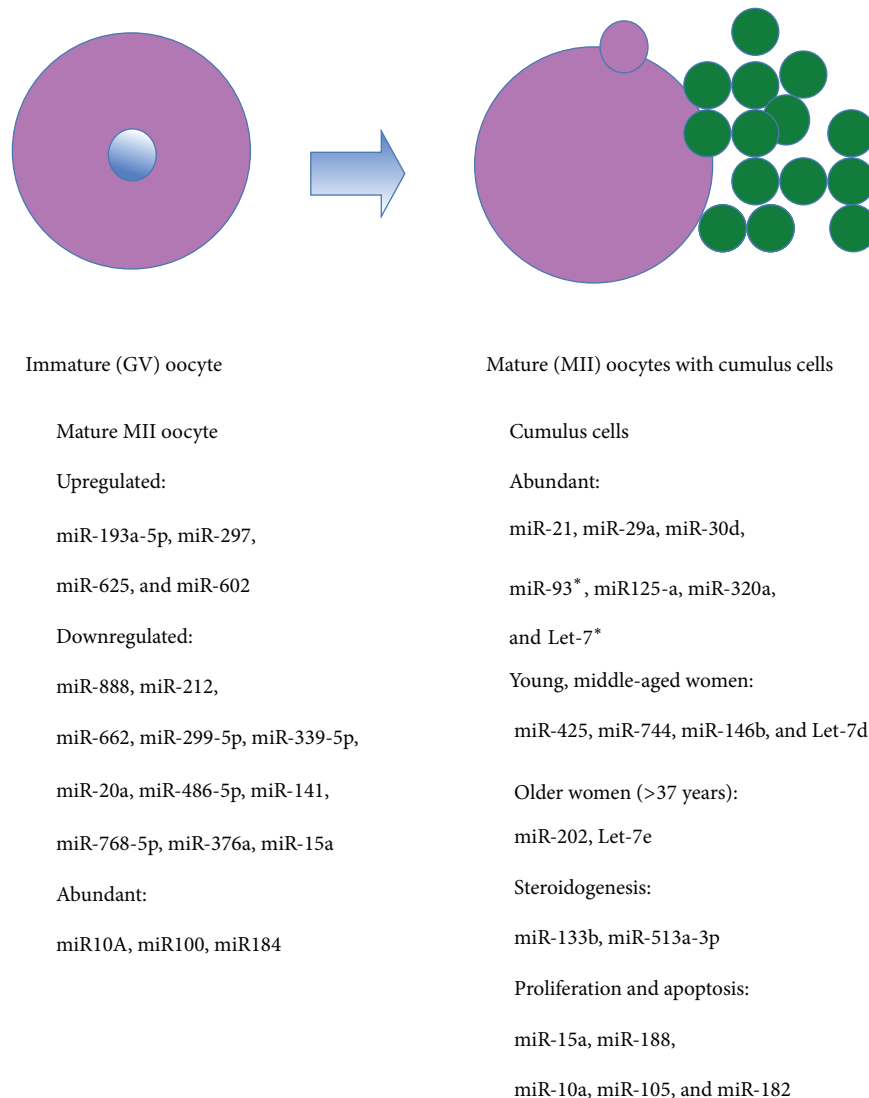 Immature (GV) oocyte
Mature MII oocyte
Upregulated:
miR-193a-5p, miR-297,
miR-625, and miR-602
Downregulated:
miR-888, miR-212,
miR-662, miR-299-5p, miR-339-5p,
miR-20a, miR-486-5p, miR-141,
miR-768-5p, miR-376a, miR-15a
Abundant:
miR10A, miR100, miR184
Mature (MII) oocytes with cumulus cells
Cumulus cells
Abundant:
miR-21, miR-29a, miR-30d,
miR-93*, miR125-a, miR-320a,
and Let-7*
Young, middle-aged women:
miR-425, miR-744, miR-146b, and Let-7d
Older women (>37 years):
miR-202, Let-7e
Steroidogenesis:
miR-133b, miR-513a-3p
Proliferation and apoptosis:
miR-15a, miR-188,
miR-10a, miR-105, and miR-182